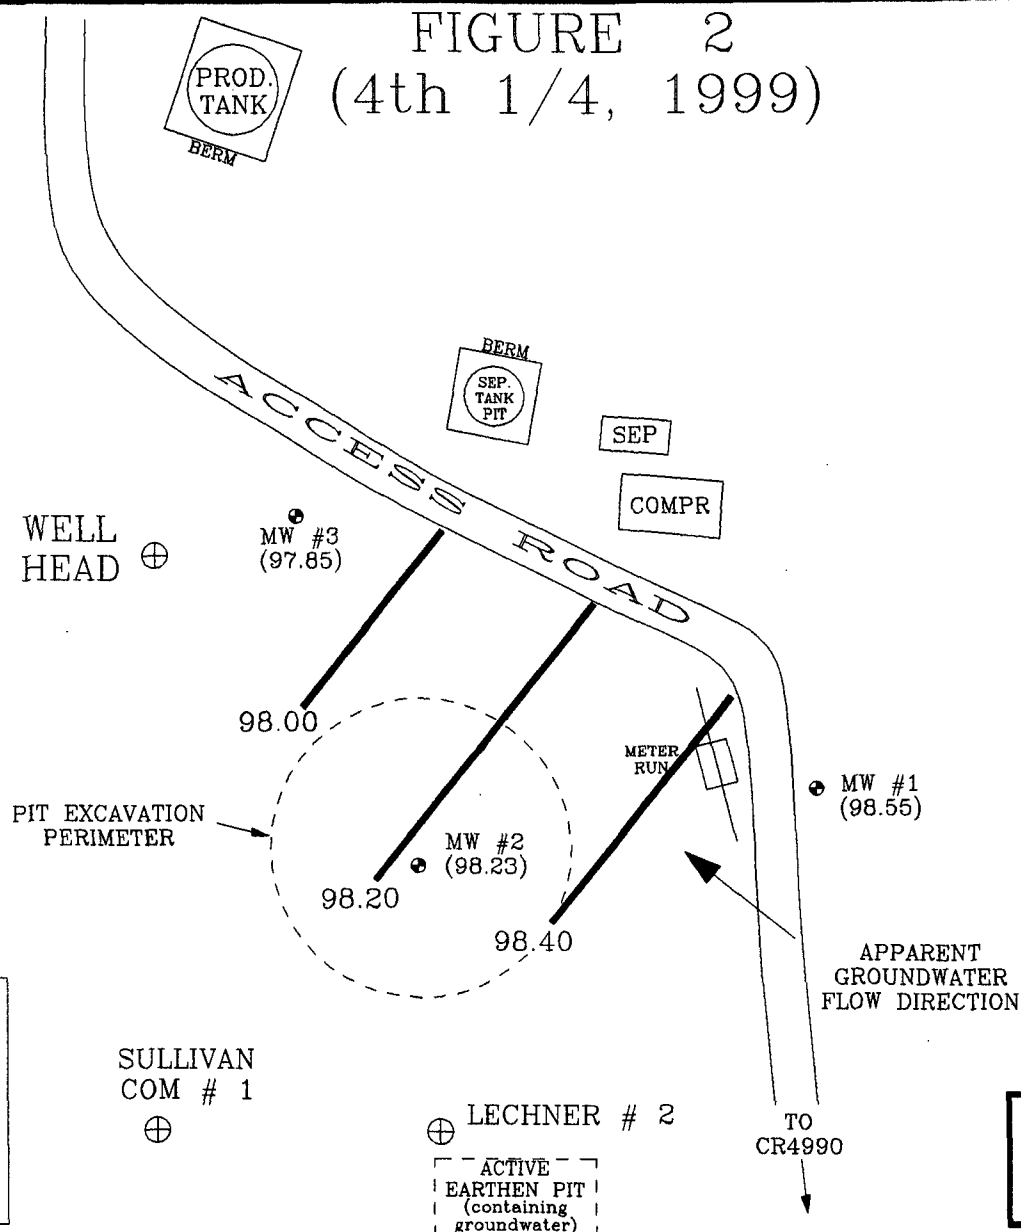 FIGURE 2
(4th 1/4, 1999)
PROD.
TANK
BERM
BERM
SEP.
TANK
PIT
SEP
COMPR
ACCESS ROAD
WELL
HEAD
MW #3
(97.85)
98.00
METER
RUN
MW #1
(98.55)
PIT EXCAVATION
PERIMETER
MW #2
(98.23)
98.20
98.40
APPARENT
GROUNDWATER
FLOW DIRECTION
SULLIVAN
COM # 1
LECHNER # 2
TO
CR4990
ACTIVE
EARTHEN PIT
(containing
groundwater)